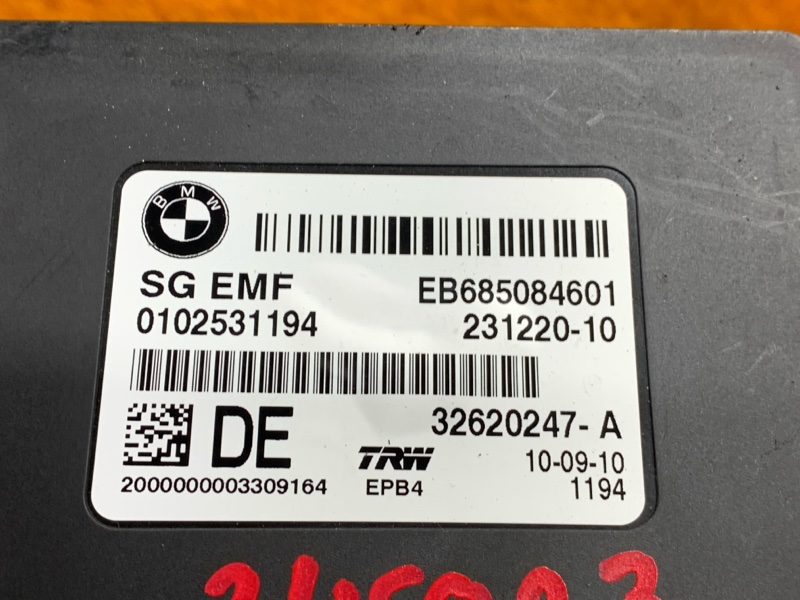 BMW
SG EMF EB685084601
0102531194 231220-10
DE 32620247- A
TRW 10-09-10
2000000003309164 EPB4 1194